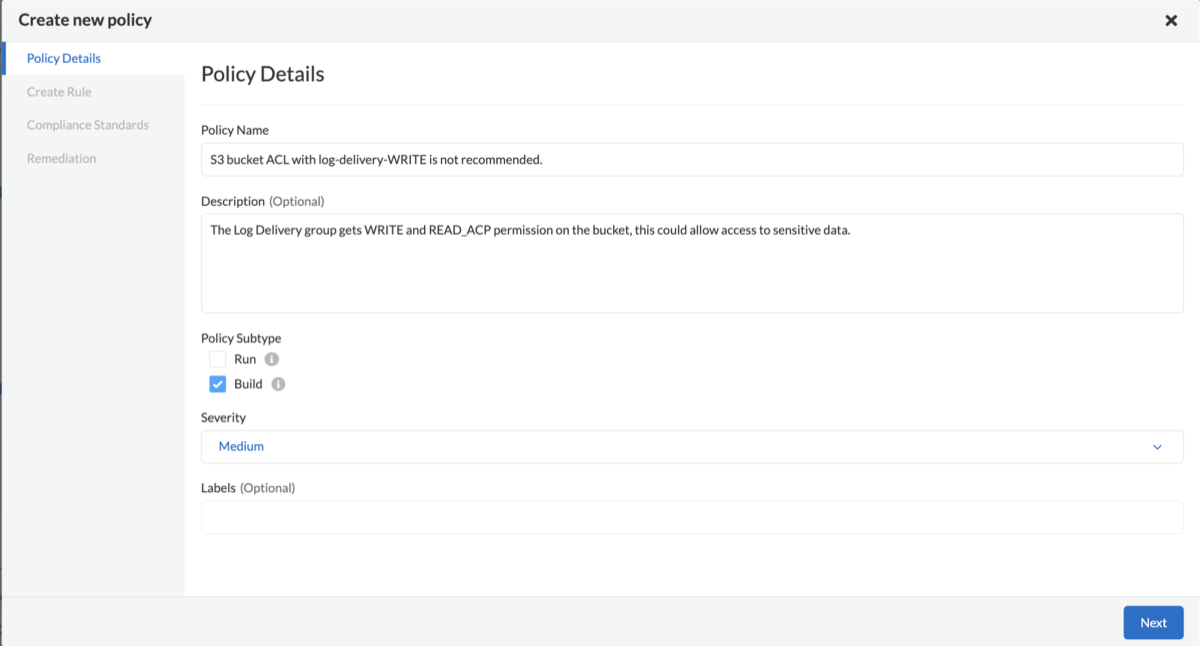 Create new policy
Policy Details
Create Rule
Compliance Standards
Remediation
Policy Details
Policy Name
S3 bucket ACL with log-delivery-WRITE is not recommended.
Description (Optional)
The Log Delivery group gets WRITE and READ_ACP permission on the bucket, this could allow access to sensitive data.
Policy Subtype
Run
Build
Severity
Medium
Labels (Optional)
Next